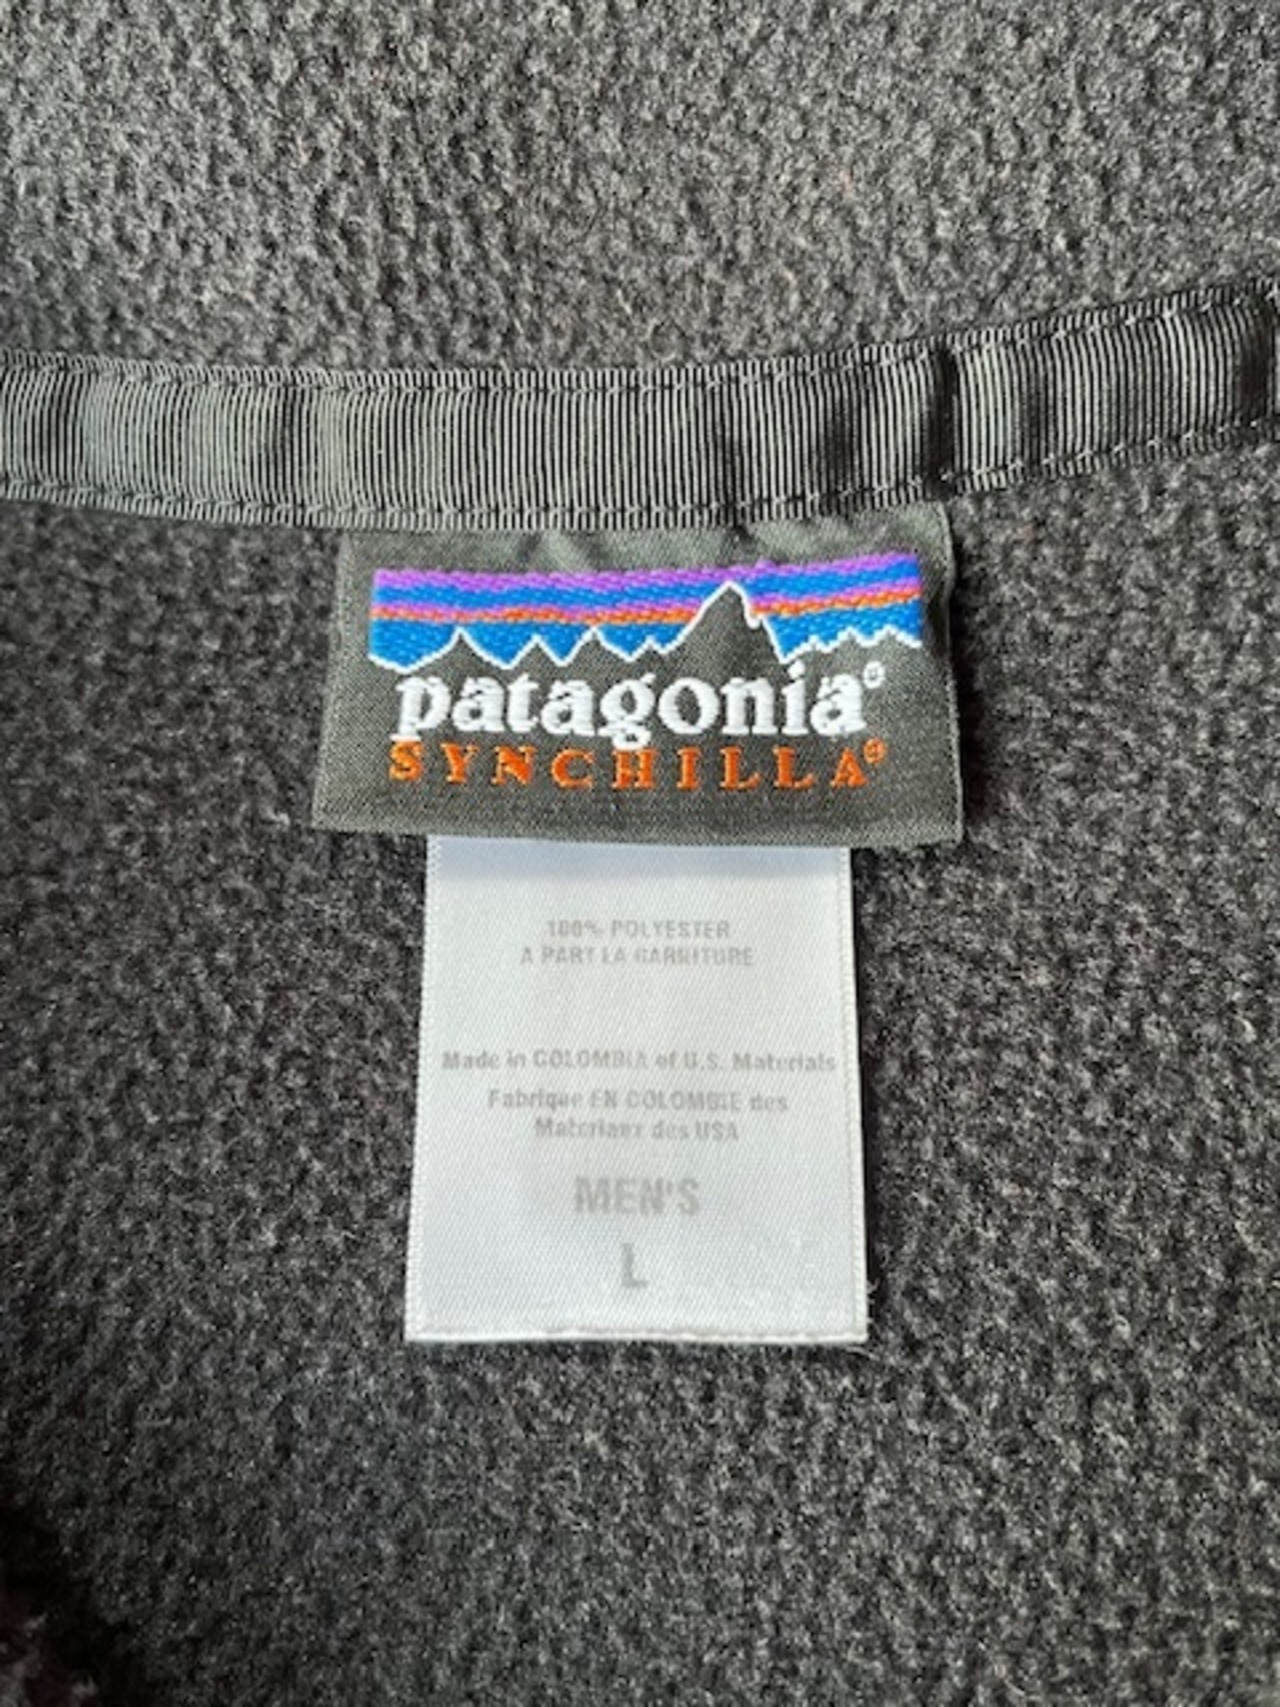 patagonia®
SYNCHILLA®
100% POLYESTER
A PART LA GARNITURE
Made in COLOMBIA of U.S. Materials
Fabrique EN COLOMBIE des
Materiaux des USA
MEN'S
L